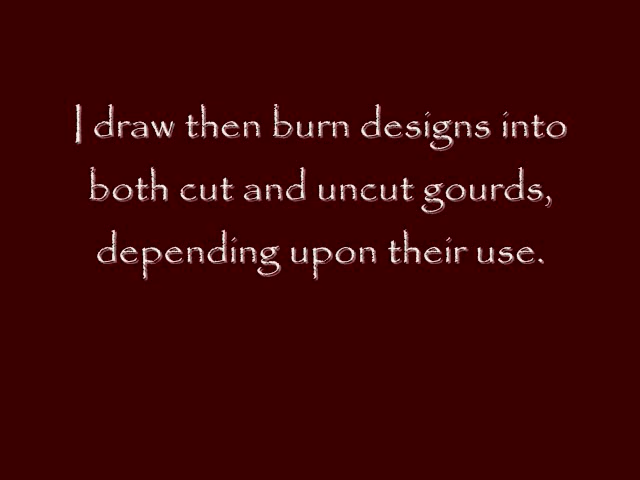 I draw then burn designs into
both cut and uncut gourds,
depending upon their use.